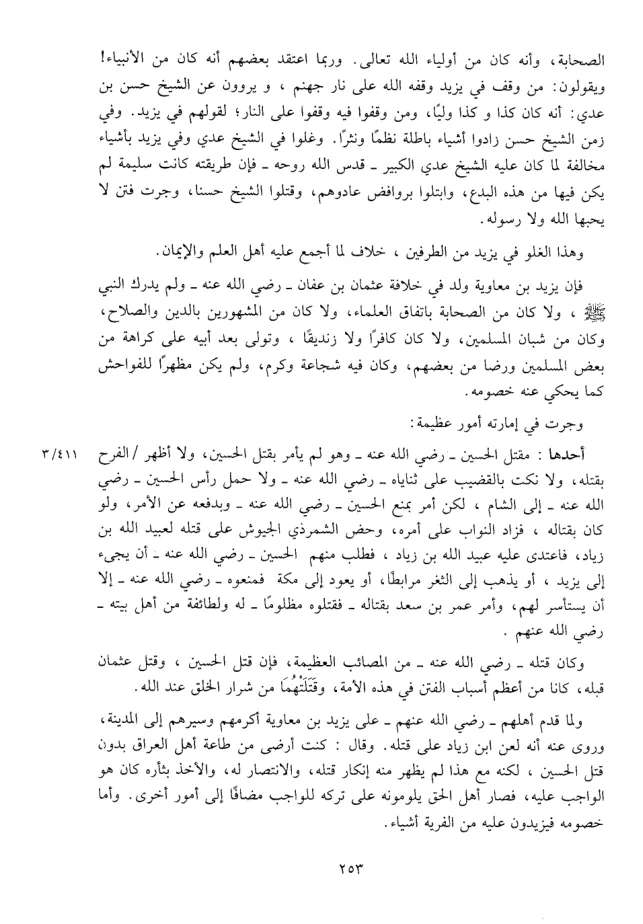 الصحابة، وأنه كان من أولياء الله تعالى. وربما اعتقد بعضهم أنه كان من الأنبياء!
ويقولون: من وقف في يزيد وقفه الله على نار جهنم ، و يروون عن الشيخ حسن بن
عدي: أنه كان كذا و كذا وليًا، ومن وقفوا فيه وقفوا على النار؛ لقولهم في يزيد. وفي
زمن الشيخ حسن زادوا أشياء باطلة نظمًا ونثرًا. وغلوا في الشيخ عدي وفي يزيد بأشياء
مخالفة لما كان عليه الشيخ عدي الكبير ـ قدس الله روحه ـ فإن طريقته كانت سليمة لم
يكن فيها من هذه البدع، وابتلوا بروافض عادوهم، وقتلوا الشيخ حسنا، وجرت فتن لا
يحبها الله ولا رسوله.
وهذا الغلو في يزيد من الطرفين ، خلاف لما أجمع عليه أهل العلم والإيمان.
فإن يزيد بن معاوية ولد في خلافة عثمان بن عفان ـ رضي الله عنه ـ ولم يدرك النبي
ﷺ ، ولا كان من الصحابة باتفاق العلماء، ولا كان من المشهورين بالدين والصلاح،
وكان من شبان المسلمين، ولا كان كافرًا ولا زنديقًا ، وتولى بعد أبيه على كراهة من
بعض المسلمين ورضا من بعضهم، وكان فيه شجاعة وكرم، ولم يكن مظهرًا للفواحش
كما يحكي عنه خصومه.
وجرت في إمارته أمور عظيمة:
أحدها : مقتل الحسين ـ رضي الله عنه ـ وهو لم يأمر بقتل الحسين، ولا أظهر / الفرح ٣/٤١١
بقتله، ولا نكت بالقضيب على ثناياه ـ رضي الله عنه ـ ولا حمل رأس الحسين ـ رضي
الله عنه ـ إلى الشام ، لكن أمر بمنع الحسين ـ رضي الله عنه ـ وبدفعه عن الأمر، ولو
كان بقتاله ، فزاد النواب على أمره، وحض الشمرذي الجيوش على قتله لعبيد الله بن
زياد، فاعتدى عليه عبيد الله بن زياد ، فطلب منهم الحسين ـ رضي الله عنه ـ أن يجيء
إلى يزيد ، أو يذهب إلى الثغر مرابطًا، أو يعود إلى مكة فمنعوه ـ رضي الله عنه ـ إلا
أن يستأسر لهم، وأمر عمر بن سعد بقتاله ـ فقتلوه مظلومًا ـ له ولطائفة من أهل بيته ـ
رضي الله عنهم .
وكان قتله ـ رضي الله عنه ـ من المصائب العظيمة، فإن قتل الحسين ، وقتل عثمان
قبله، كانا من أعظم أسباب الفتن في هذه الأمة، وقَتَلَتُهُمَا من شرار الخلق عند الله.
ولما قدم أهلهم ـ رضي الله عنهم ـ على يزيد بن معاوية أكرمهم وسيرهم إلى المدينة،
وروى عنه أنه لعن ابن زياد على قتله. وقال : كنت أرضى من طاعة أهل العراق بدون
قتل الحسين ، لكنه مع هذا لم يظهر منه إنكار قتله، والانتصار له، والأخذ بثأره كان هو
الواجب عليه، فصار أهل الحق يلومونه على تركه للواجب مضافًا إلى أمور أخرى. وأما
خصومه فيزيدون عليه من الفرية أشياء.
٢٥٣